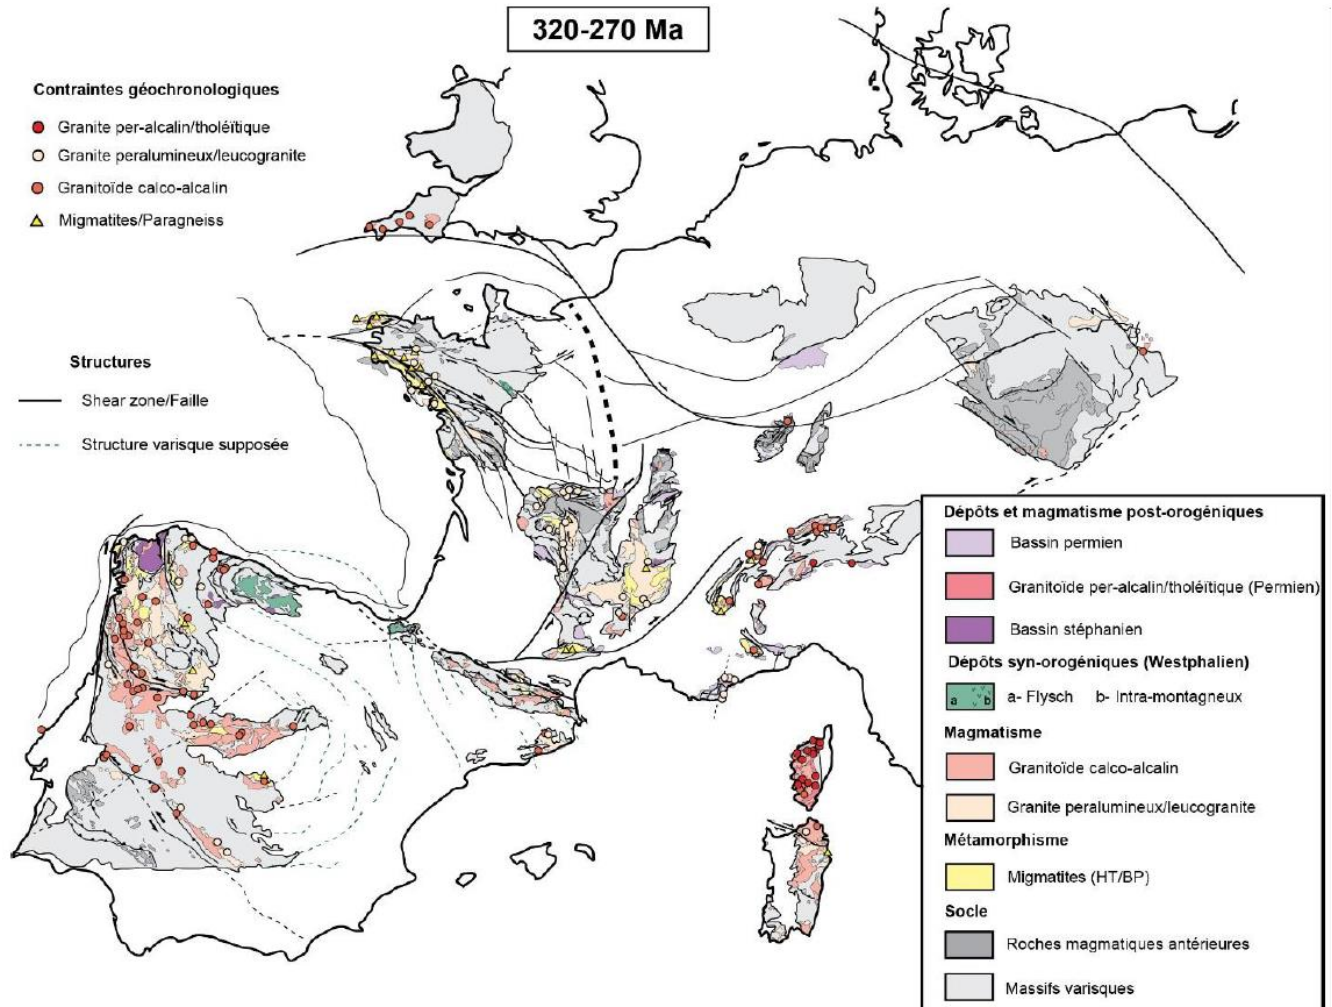 320-270 Ma
Contraintes géochronologiques
Granite per-alcalin/tholéïtique
Granite peralumineux/leucogranite
Granitoïde calco-alcalin
Migmatites/Paragneiss
Structures
Shear zone/Faille
Structure varisque supposée
Dépôts et magmatisme post-orogéniques
Bassin permien
Granitoïde per-alcalin/tholéïtique (Permien)
Bassin stéphanien
Dépôts syn-orogéniques (Westphalien)
a b a- Flysch b- Intra-montagneux
Magmatisme
Granitoïde calco-alcalin
Granite peralumineux/leucogranite
Métamorphisme
Migmatites (HT/BP)
Socle
Roches magmatiques antérieures
Massifs varisques